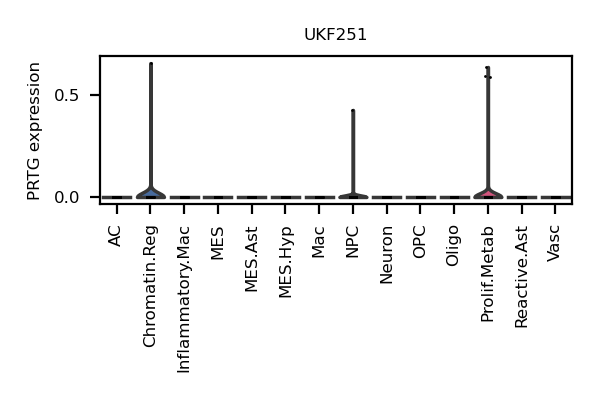 UKF251
PRTG expression
0.5
0.0
AC
Chromatin.Reg
Inflammatory.Mac
MES
MES.Ast
MES.Hyp
Mac
NPC
Neuron
OPC
Oligo
Prolif.Metab
Reactive.Ast
Vasc